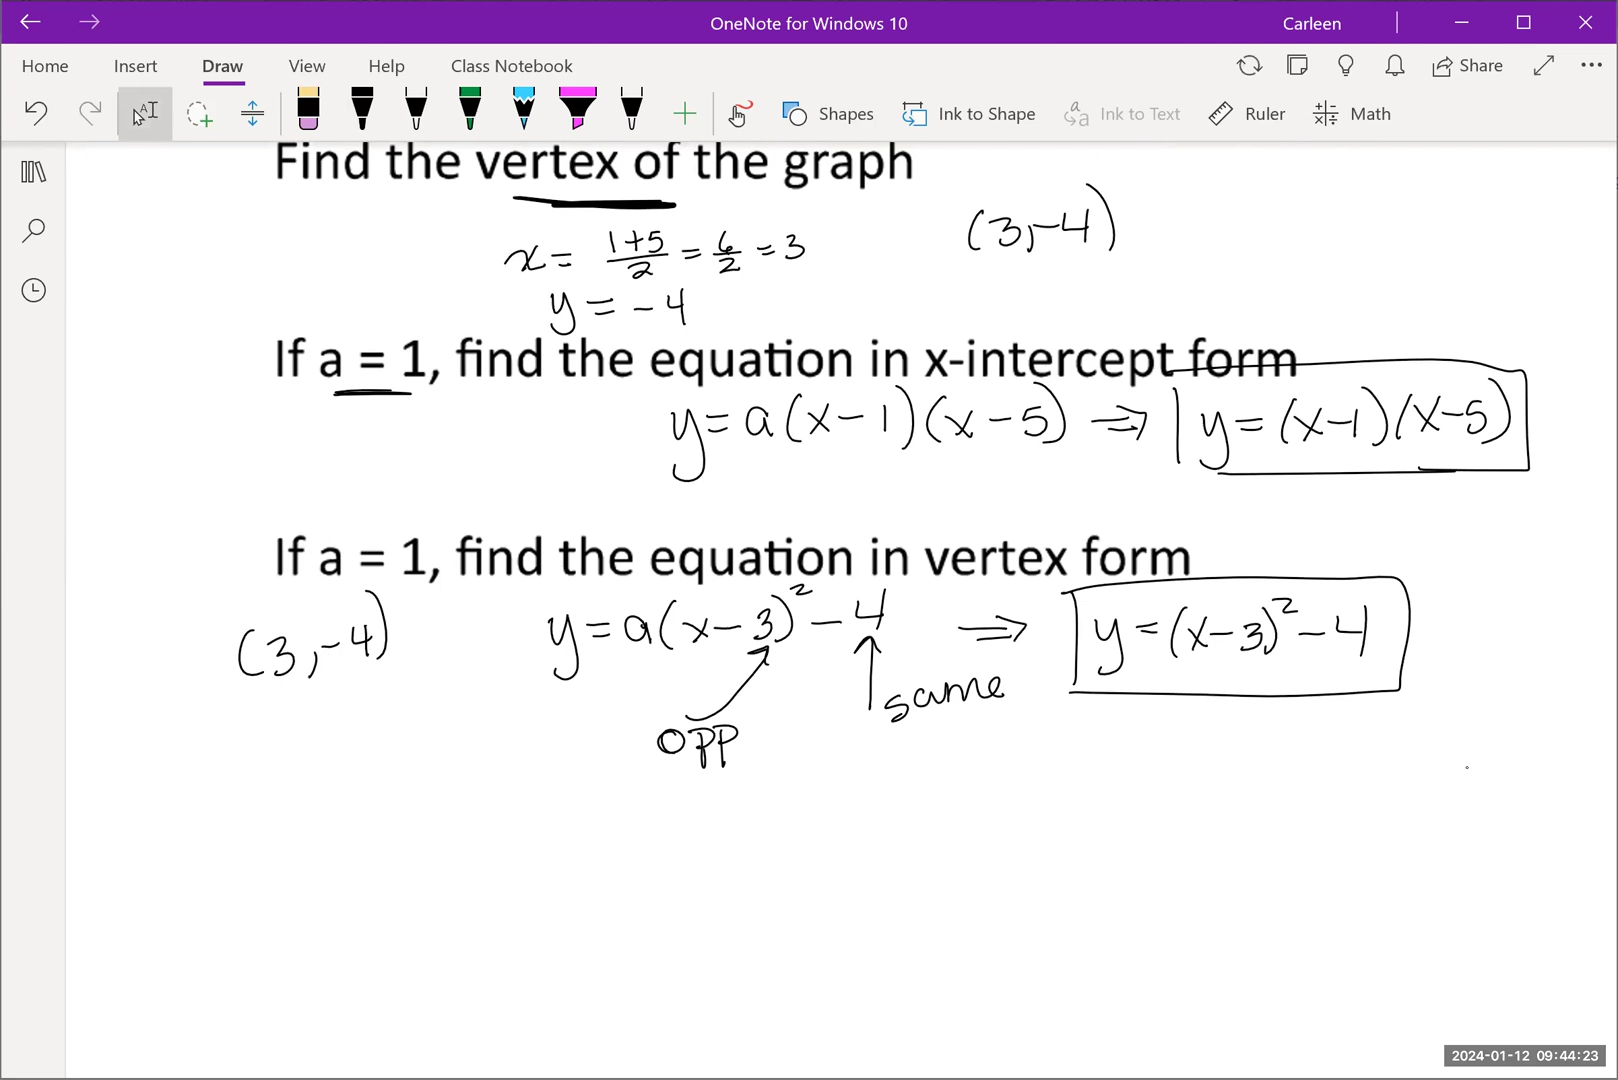 OneNote for Windows 10
Carleen
Home Insert Draw View Help Class Notebook Share
Shapes Ink to Shape Ink to Text Ruler Math
Find the vertex of the graph
(3,-4)
x = 1+5/2 = 6/2 = 3
y = -4
If a = 1, find the equation in x-intercept form
y = a(x-1)(x-5) ⇒ y = (x-1)(x-5)
If a = 1, find the equation in vertex form
(3,-4) y = a(x-3)² - 4 ⇒ y = (x-3)² - 4
same
opp
2024-01-12 09:44:23